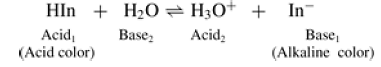 HIn + H₂O ⇌ H₃O⁺ + In⁻
Acid₁ Base₂ Acid₂ Base₁
(Acid color) (Alkaline color)